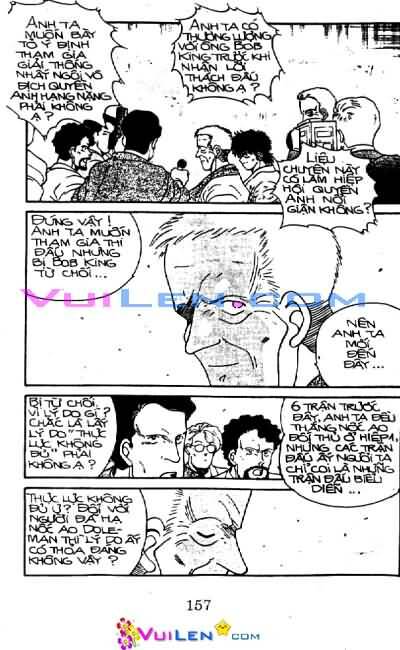 ANH TA
MUỐN BÀY
TỎ Ý ĐỊNH
THAM GIA
GIẢI THỐNG
NHẤT NGÔI VÔ
ĐỊCH QUYỀN
ANH HẠNG NẶNG
PHẢI KHÔNG
Ạ ?
ANH TA CÓ
THƯƠNG LƯỢNG
VỚI ÔNG BOB
KING TRƯỚC KHI
NHẬN LỜI
THÁCH ĐẤU
KHÔNG Ạ ?
LIỆU
CHUYỆN NÀY
CÓ LÀM HIỆP
HỘI QUYỀN
ANH NỔI
GIẬN KHÔNG?
ĐÚNG VẬY !
ANH TA MUỐN
THAM GIA THI
ĐẤU NHƯNG
BỊ BOB KING
TỪ CHỐI ...
VuiLen.com
NÊN
ANH TA
MỚI
ĐẾN
ĐÂY...
BỊ TỪ CHỐI
VÌ LÝ DO GÌ ?
CHẮC LÀ LẤY
LÝ DO "THỰC
LỰC KHÔNG
ĐỦ" PHẢI
KHÔNG Ạ ?
6 TRẬN TRƯỚC
ĐÂY, ANH TA ĐỀU
THẮNG NỐC AO
ĐỐI THỦ Ở HIỆP 1,
NHƯNG CÁC TRẬN
ĐẤU ẤY NGƯỜI TA
CHỈ COI LÀ NHỮNG
TRẬN ĐẤU BIỂU
DIỄN ...
THỰC LỰC KHÔNG
ĐỦ Ư ? ĐỐI VỚI
NGƯỜI ĐÃ HẠ
NỐC AO DOLE-
MAN THÌ LÝ DO ẤY
CÓ THỎA ĐÁNG
KHÔNG VẬY ?
157
VuiLen.com